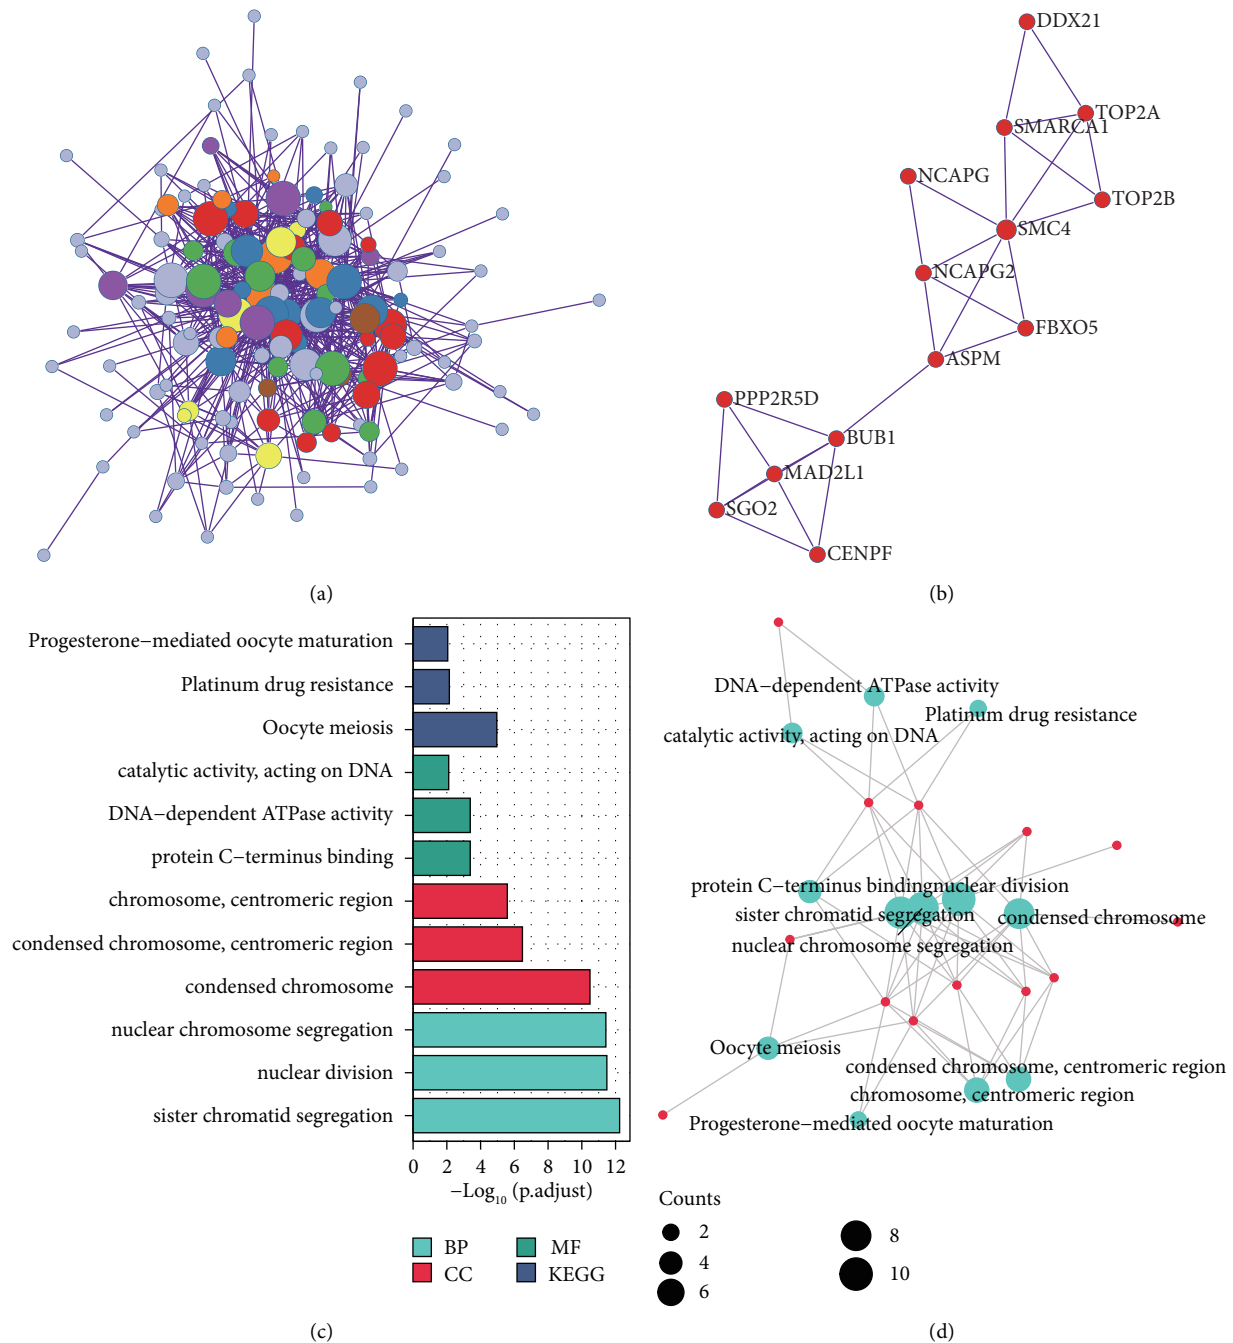 DDX21
TOP2A
SMARCA1
NCAPG
TOP2B
SMC4
NCAPG2
FBXO5
ASPM
PPP2R5D
BUB1
MAD2L1
SGO2
CENPF
(a)
(b)
Progesterone−mediated oocyte maturation
Platinum drug resistance
Oocyte meiosis
catalytic activity, acting on DNA
DNA−dependent ATPase activity
protein C−terminus binding
chromosome, centromeric region
condensed chromosome, centromeric region
condensed chromosome
nuclear chromosome segregation
nuclear division
sister chromatid segregation
0 2 4 6 8 10 12
−Log10 (p.adjust)
BP MF
CC KEGG
(c)
DNA−dependent ATPase activity
Platinum drug resistance
catalytic activity, acting on DNA
protein C−terminus binding
nuclear division
sister chromatid segregation
condensed chromosome
nuclear chromosome segregation
Oocyte meiosis
condensed chromosome, centromeric region
chromosome, centromeric region
Progesterone−mediated oocyte maturation
Counts
2 8
4 10
6
(d)